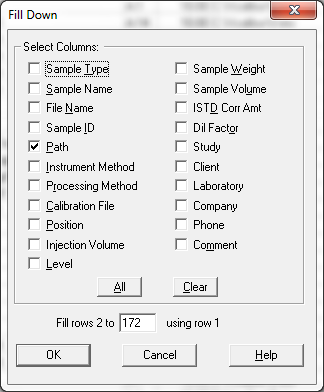 Fill Down
Select Columns:
Sample Type
Sample Name
File Name
Sample ID
Path
Instrument Method
Processing Method
Calibration File
Position
Injection Volume
Level
Sample Weight
Sample Volume
ISTD Corr Amt
Dil Factor
Study
Client
Laboratory
Company
Phone
Comment
All Clear
Fill rows 2 to 172 using row 1
OK Cancel Help